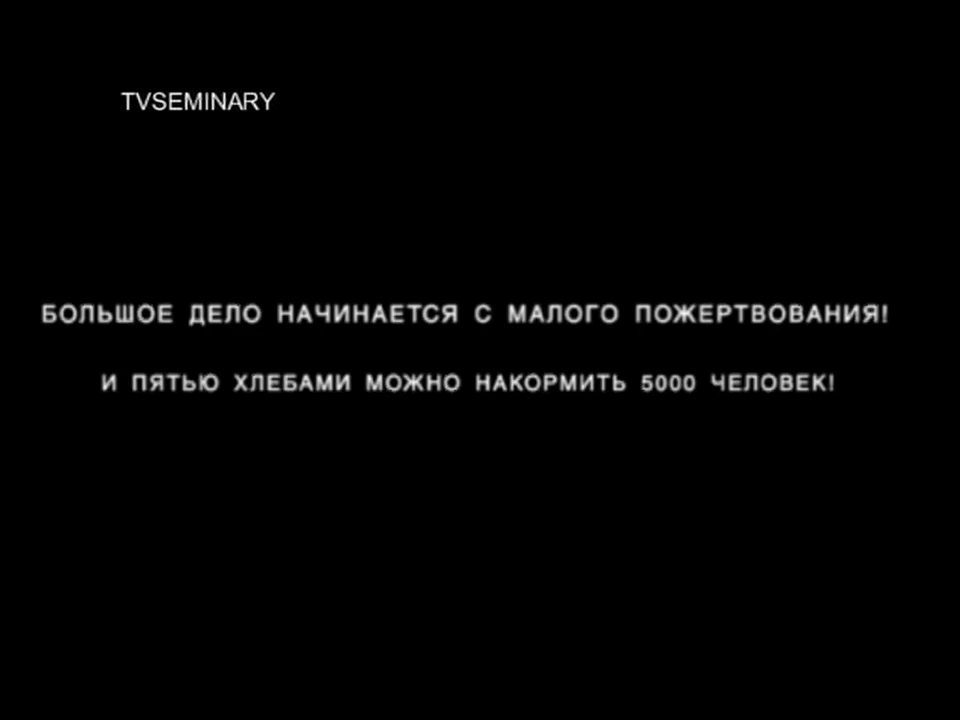 TVSEMINARY
БОЛЬШОЕ ДЕЛО НАЧИНАЕТСЯ С МАЛОГО ПОЖЕРТВОВАНИЯ!
И ПЯТЬЮ ХЛЕБАМИ МОЖНО НАКОРМИТЬ 5000 ЧЕЛОВЕК!